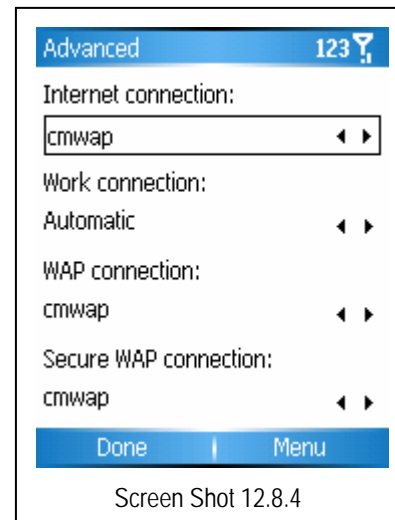 Advanced 123
Internet connection:
cmwap
Work connection:
Automatic
WAP connection:
cmwap
Secure WAP connection:
cmwap
Done Menu
Screen Shot 12.8.4